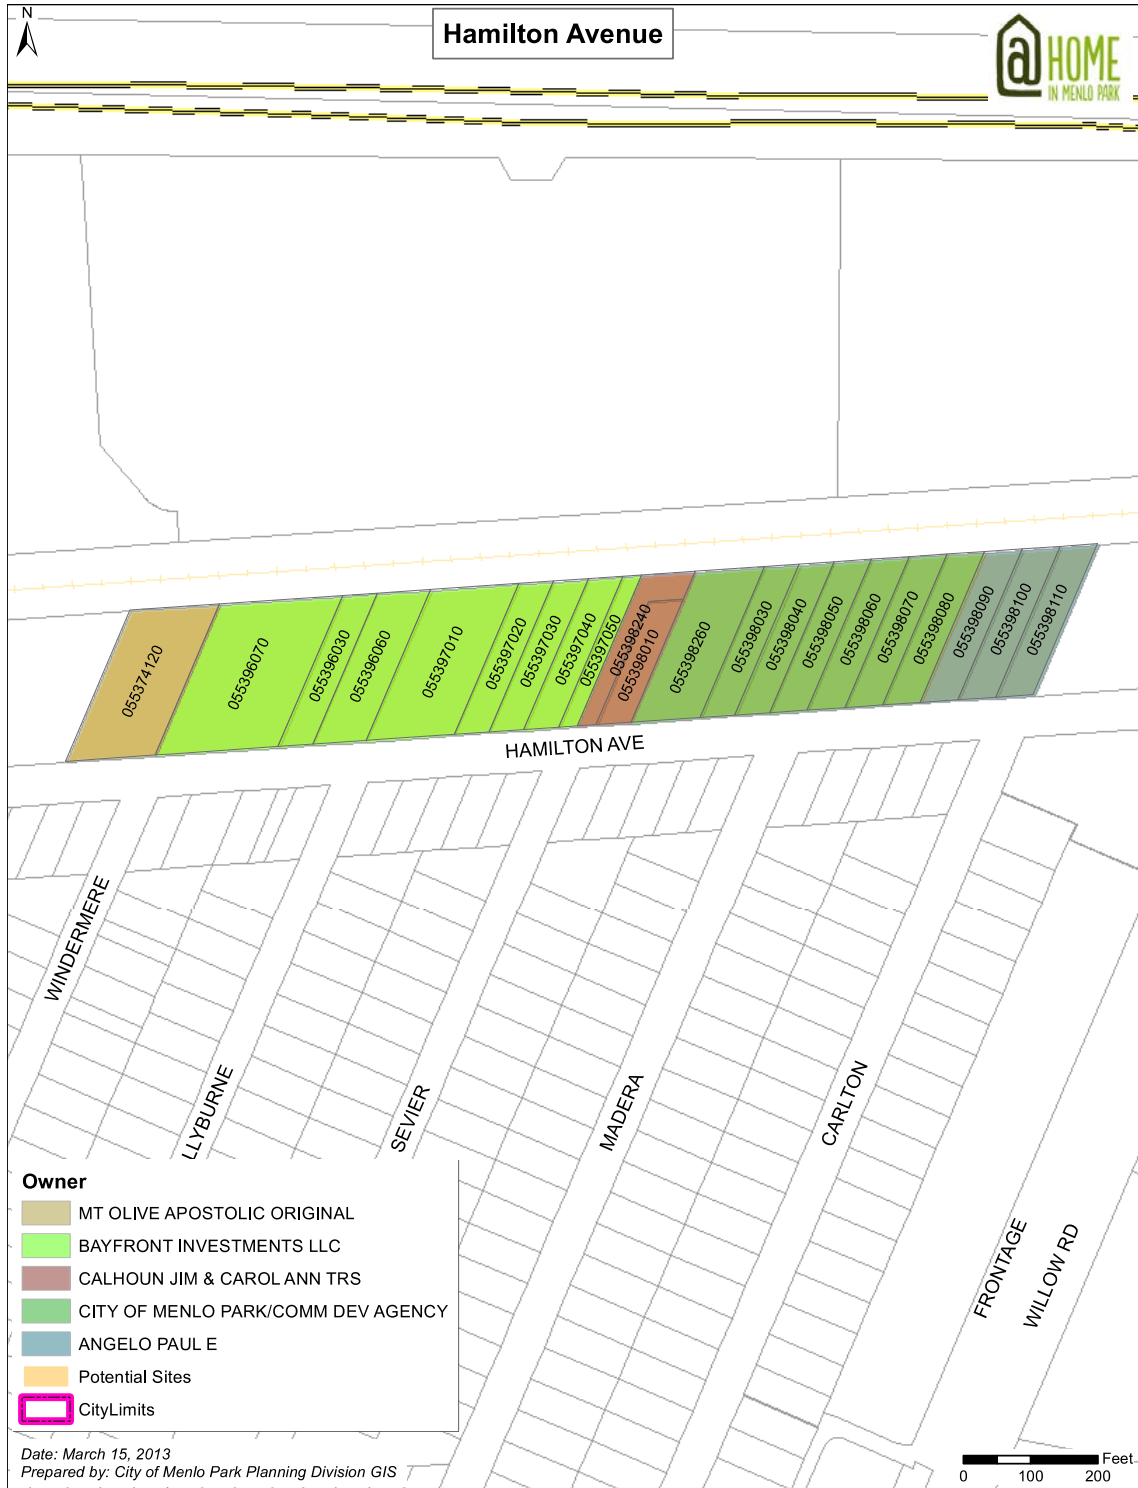 N
Hamilton Avenue
@ HOME
IN MENLO PARK
055374120
055396070
055396030
055396060
055397010
055397020
055397030
055397040
055397050
055398240
055398010
055398260
055398030
055398040
055398050
055398060
055398070
055398080
055398090
055398100
055398110
HAMILTON AVE
WINDERMERE
LLYBURNE
SEVIER
MADERA
CARLTON
FRONTAGE
WILLOW RD
Owner
MT OLIVE APOSTOLIC ORIGINAL
BAYFRONT INVESTMENTS LLC
CALHOUN JIM & CAROL ANN TRS
CITY OF MENLO PARK/COMM DEV AGENCY
ANGELO PAUL E
Potential Sites
CityLimits
Date: March 15, 2013
Prepared by: City of Menlo Park Planning Division GIS
Feet
0 100 200